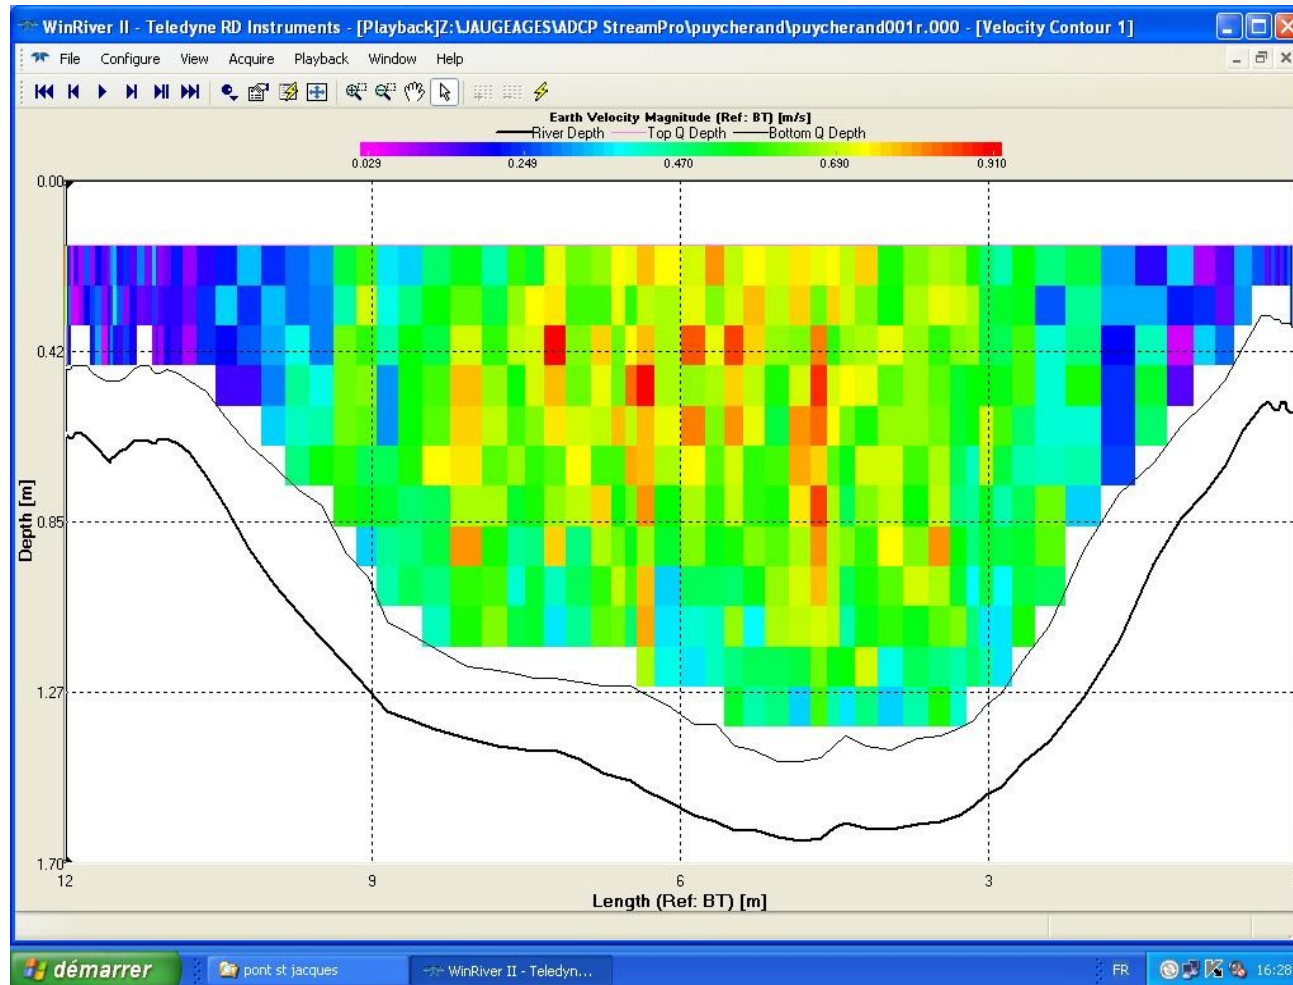 WinRiver II - Teledyne RD Instruments - [Playback]Z:\JAUGEAGES\ADCP StreamPro\puycherand\puycherand001r.000 - [Velocity Contour 1]
File Configure View Acquire Playback Window Help
Earth Velocity Magnitude (Ref: BT) [m/s]
River Depth Top Q Depth Bottom Q Depth
0.029 0.249 0.470 0.690 0.910
0.00
0.42
0.85
1.27
1.70
Depth [m]
12 9 6 3
Length (Ref: BT) [m]
démarrer pont st jacques WinRiver II - Teledyn... FR 16:28